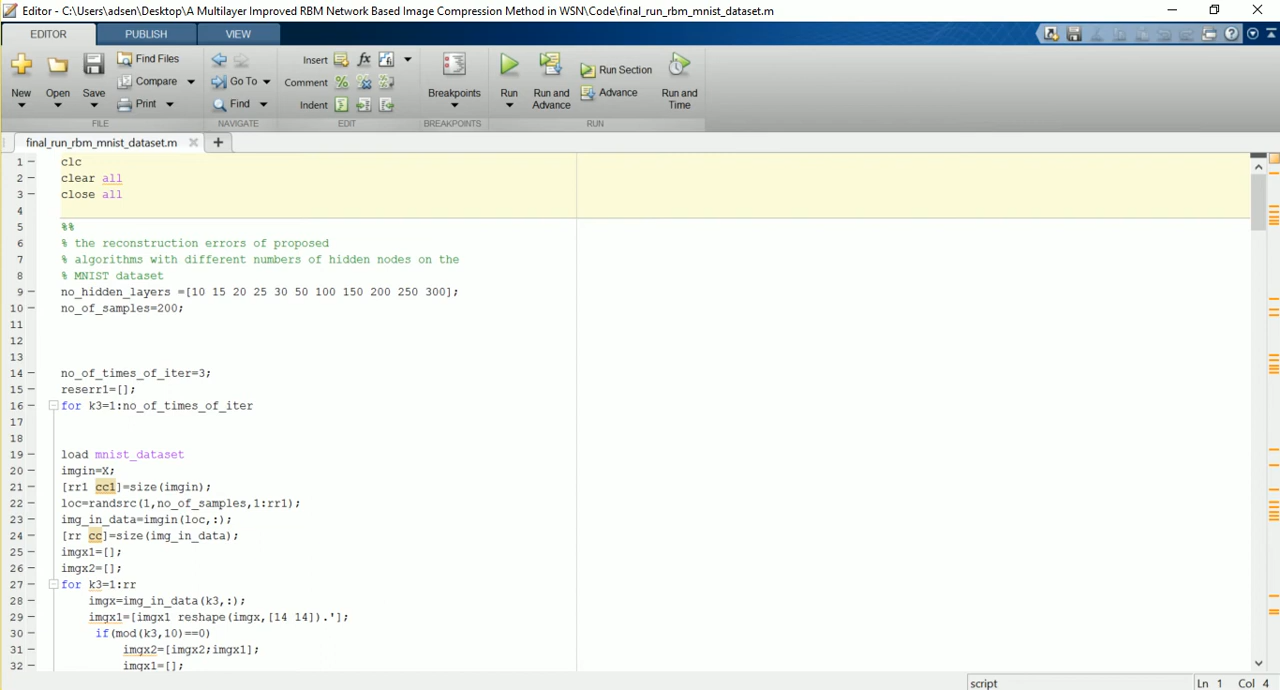 Editor - C:\Users\adsen\Desktop\A Multilayer Improved RBM Network Based Image Compression Method in WSN\Code\final_run_rbm_mnist_dataset.m
EDITOR PUBLISH VIEW
New Open Save Find Files Compare Print
Go To Find
Insert fx
Comment %
Indent
Breakpoints
Run Run and Advance Run Section Advance Run and Time
FILE NAVIGATE EDIT BREAKPOINTS RUN
final_run_rbm_mnist_dataset.m
1 clc
2 clear all
3 close all
4
5 %%
6 % the reconstruction errors of proposed
7 % algorithms with different numbers of hidden nodes on the
8 % MNIST dataset
9 no_hidden_layers =[10 15 20 25 30 50 100 150 200 250 300];
10 no_of_samples=200;
11
12
13
14 no_of_times_of_iter=3;
15 reserr1=[];
16 for k3=1:no_of_times_of_iter
17
18
19 load mnist_dataset
20 imgin=X;
21 [rr1 cc1]=size(imgin);
22 loc=randsrc(1,no_of_samples,1:rr1);
23 img_in_data=imgin(loc,:);
24 [rr cc]=size(img_in_data);
25 imgx1=[];
26 imgx2=[];
27 for k3=1:rr
28 imgx=img_in_data(k3,:);
29 imgx1=[imgx1 reshape(imgx,[14 14]).'];
30 if(mod(k3,10)==0)
31 imgx2=[imgx2;imgx1];
32 imgx1=[];
script Ln 1 Col 4